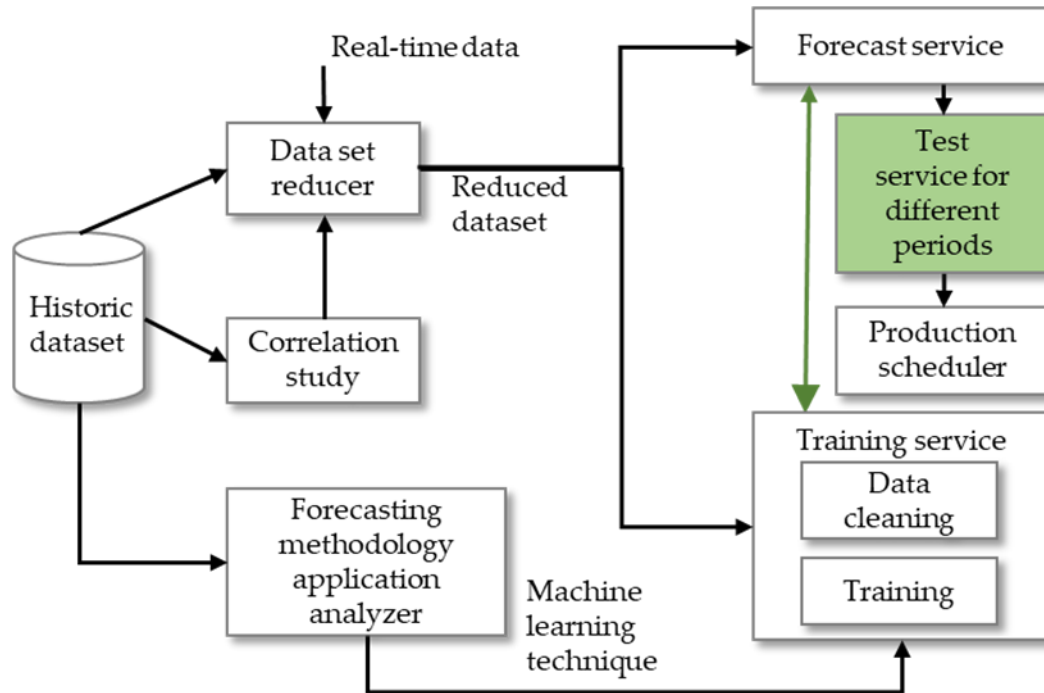 Real-time data
Forecast service
Data set
reducer
Reduced
dataset
Test
service for
different
periods
Historic
dataset
Correlation
study
Production
scheduler
Training service
Data
cleaning
Training
Forecasting
methodology
application
analyzer
Machine
learning
technique